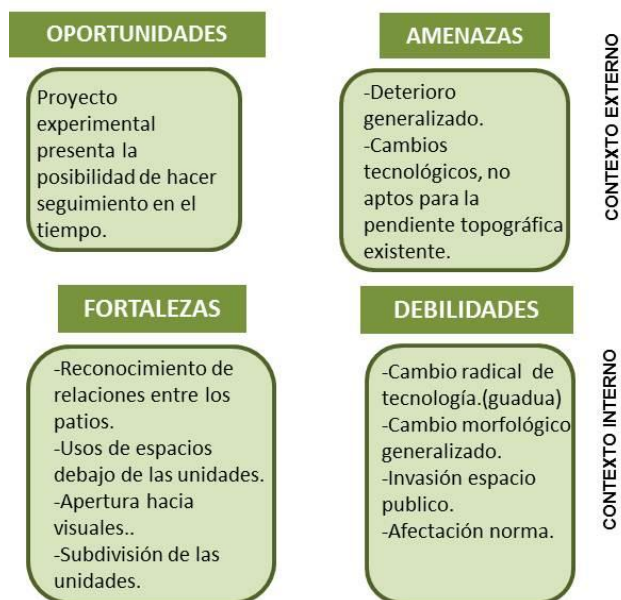 OPORTUNIDADES
Proyecto
experimental
presenta la
posibilidad de hacer
seguimiento en el
tiempo.
AMENAZAS
-Deterioro
generalizado.
-Cambios
tecnológicos, no
aptos para la
pendiente topográfica
existente.
CONTEXTO EXTERNO
FORTALEZAS
-Reconocimiento de
relaciones entre los
patios.
-Usos de espacios
debajo de las unidades.
-Apertura hacia
visuales..
-Subdivisión de las
unidades.
DEBILIDADES
-Cambio radical de
tecnología.(guadua)
-Cambio morfológico
generalizado.
-Invasión espacio
publico.
-Afectación norma.
CONTEXTO INTERNO